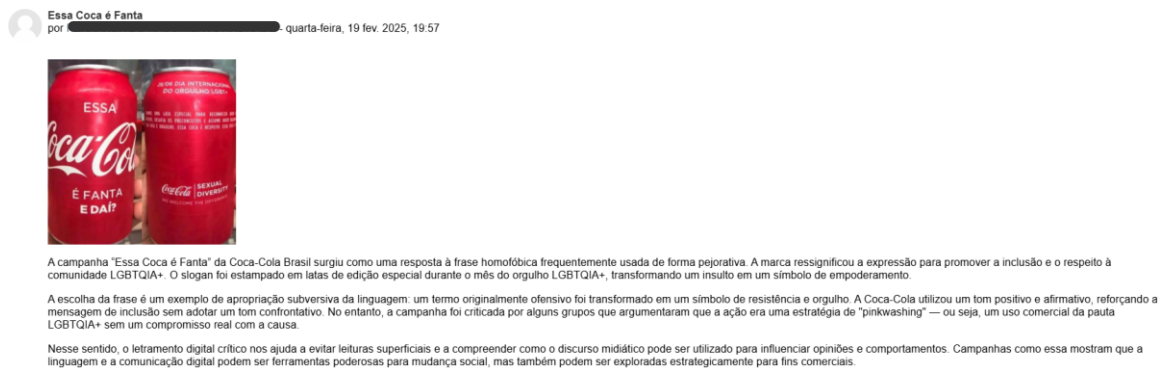 Essa Coca é Fanta
por - quarta-feira, 19 fev. 2025, 19:57
ESSA
Coca-Cola
É FANTA
E DAÍ?
28 DE DIA INTERNACIONAL
DO ORGULHO LGBTI+
Coca-Cola | SEXUAL
DIVERSITY
WE WELCOME THE DIFFERENCE
A campanha "Essa Coca é Fanta" da Coca-Cola Brasil surgiu como uma resposta à frase homofóbica frequentemente usada de forma pejorativa. A marca ressignificou a expressão para promover a inclusão e o respeito à
comunidade LGBTQIA+. O slogan foi estampado em latas de edição especial durante o mês do orgulho LGBTQIA+, transformando um insulto em um símbolo de empoderamento.
A escolha da frase é um exemplo de apropriação subversiva da linguagem: um termo originalmente ofensivo foi transformado em um símbolo de resistência e orgulho. A Coca-Cola utilizou um tom positivo e afirmativo, reforçando a
mensagem de inclusão sem adotar um tom confrontativo. No entanto, a campanha foi criticada por alguns grupos que argumentaram que a ação era uma estratégia de "pinkwashing" — ou seja, um uso comercial da pauta
LGBTQIA+ sem um compromisso real com a causa.
Nesse sentido, o letramento digital crítico nos ajuda a evitar leituras superficiais e a compreender como o discurso midiático pode ser utilizado para influenciar opiniões e comportamentos. Campanhas como essa mostram que a
linguagem e a comunicação digital podem ser ferramentas poderosas para mudança social, mas também podem ser exploradas estrategicamente para fins comerciais.